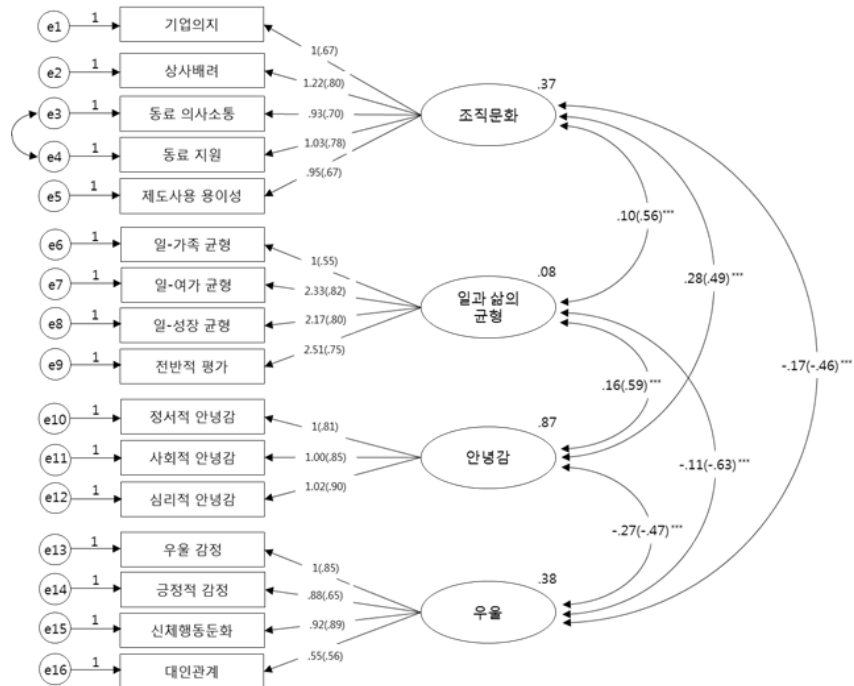 e1 1 기업의지
1(.67)
e2 1 상사배려
1.22(.80)
.37
e3 1 동료 의사소통
.93(.70)
조직문화
e4 1 동료 지원
1.03(.78)
e5 1 제도사용 용이성
.95(.67)
.10(.56)***
e6 1 일-가족 균형
1(.55)
.08
.28(.49)***
e7 1 일-여가 균형
2.33(.82)
일과 삶의
균형
e8 1 일-성장 균형
2.17(.80)
e9 1 전반적 평가
2.51(.75)
-.17(-.46)***
.16(.59)***
e10 1 정서적 안녕감
1(.81)
.87
e11 1 사회적 안녕감
1.00(.85)
안녕감
-.11(-.63)***
e12 1 심리적 안녕감
1.02(.90)
-.27(-.47)***
e13 1 우울 감정
1(.85)
.38
e14 1 긍정적 감정
.88(.65)
우울
e15 1 신체행동둔화
.92(.89)
e16 1 대인관계
.55(.56)